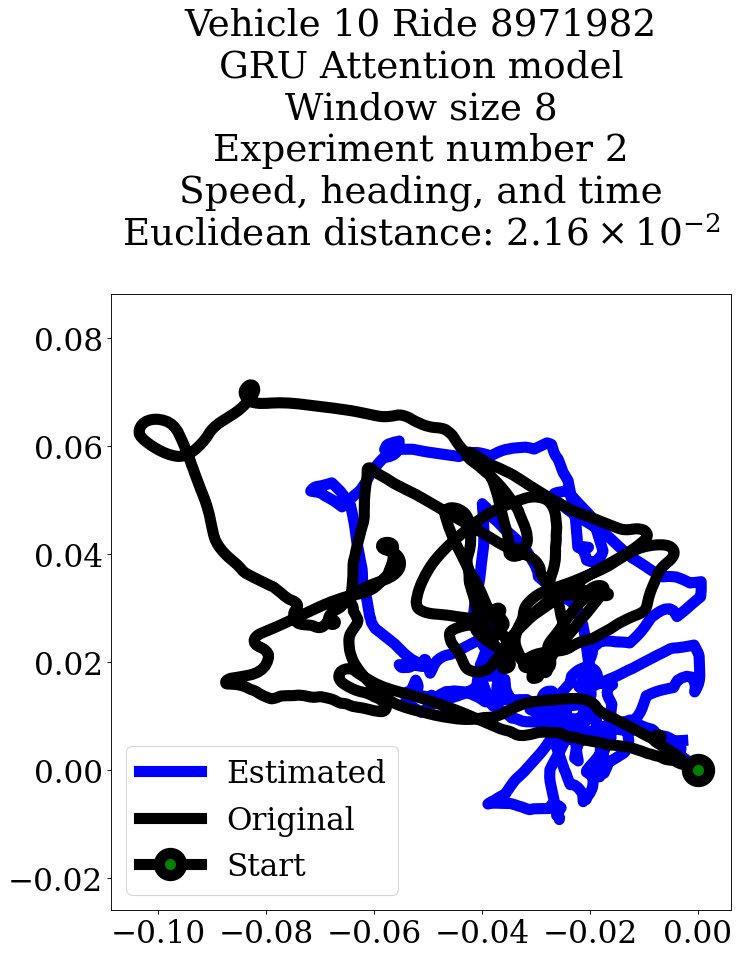 Vehicle 10 Ride 8971982
GRU Attention model
Window size 8
Experiment number 2
Speed, heading, and time
Euclidean distance: 2.16 × 10⁻²
0.08
0.06
0.04
0.02
0.00
−0.02
Estimated
Original
Start
−0.10 −0.08 −0.06 −0.04 −0.02 0.00